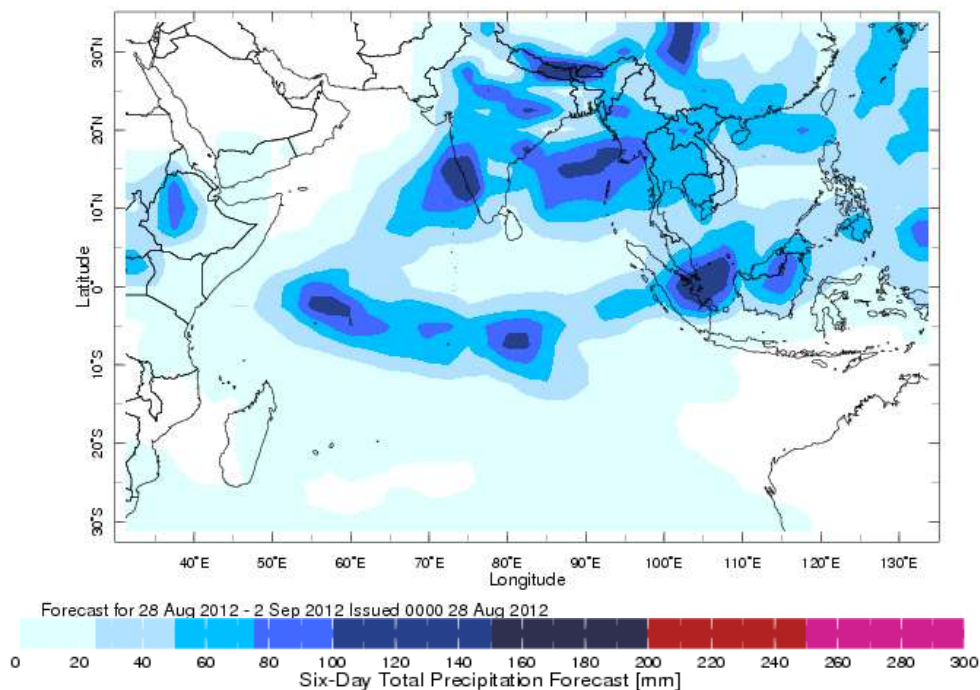 30°N
20°N
10°N
0°
10°S
20°S
30°S
Latitude
40°E 50°E 60°E 70°E 80°E 90°E 100°E 110°E 120°E 130°E
Longitude
Forecast for 28 Aug 2012 - 2 Sep 2012 Issued 0000 28 Aug 2012
0 20 40 60 80 100 120 140 160 180 200 220 240 260 280 300
Six-Day Total Precipitation Forecast [mm]